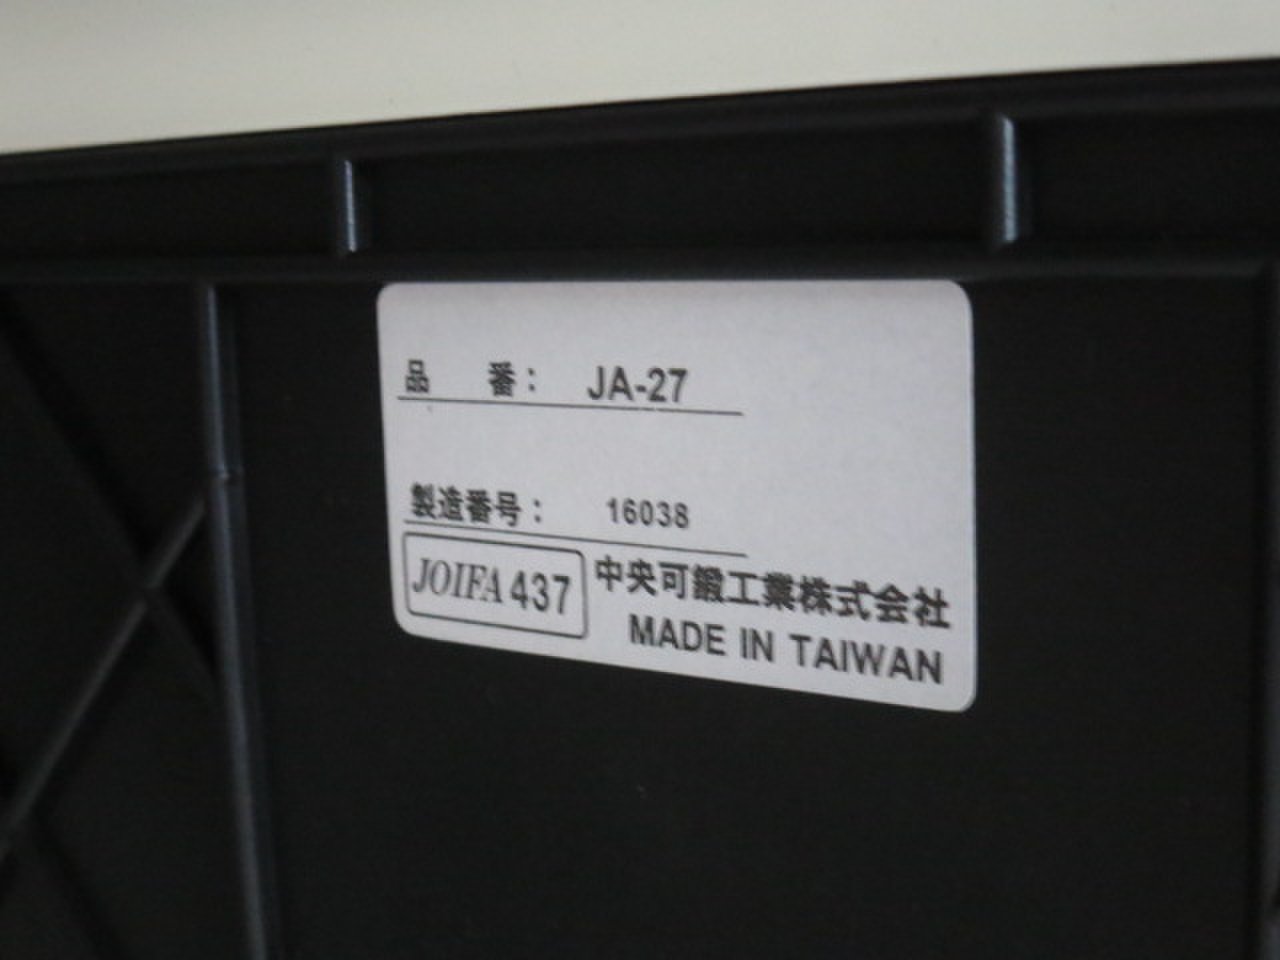 品　番： JA-27
製造番号： 16038
JOIFA 437
中央可鍛工業株式会社
MADE IN TAIWAN